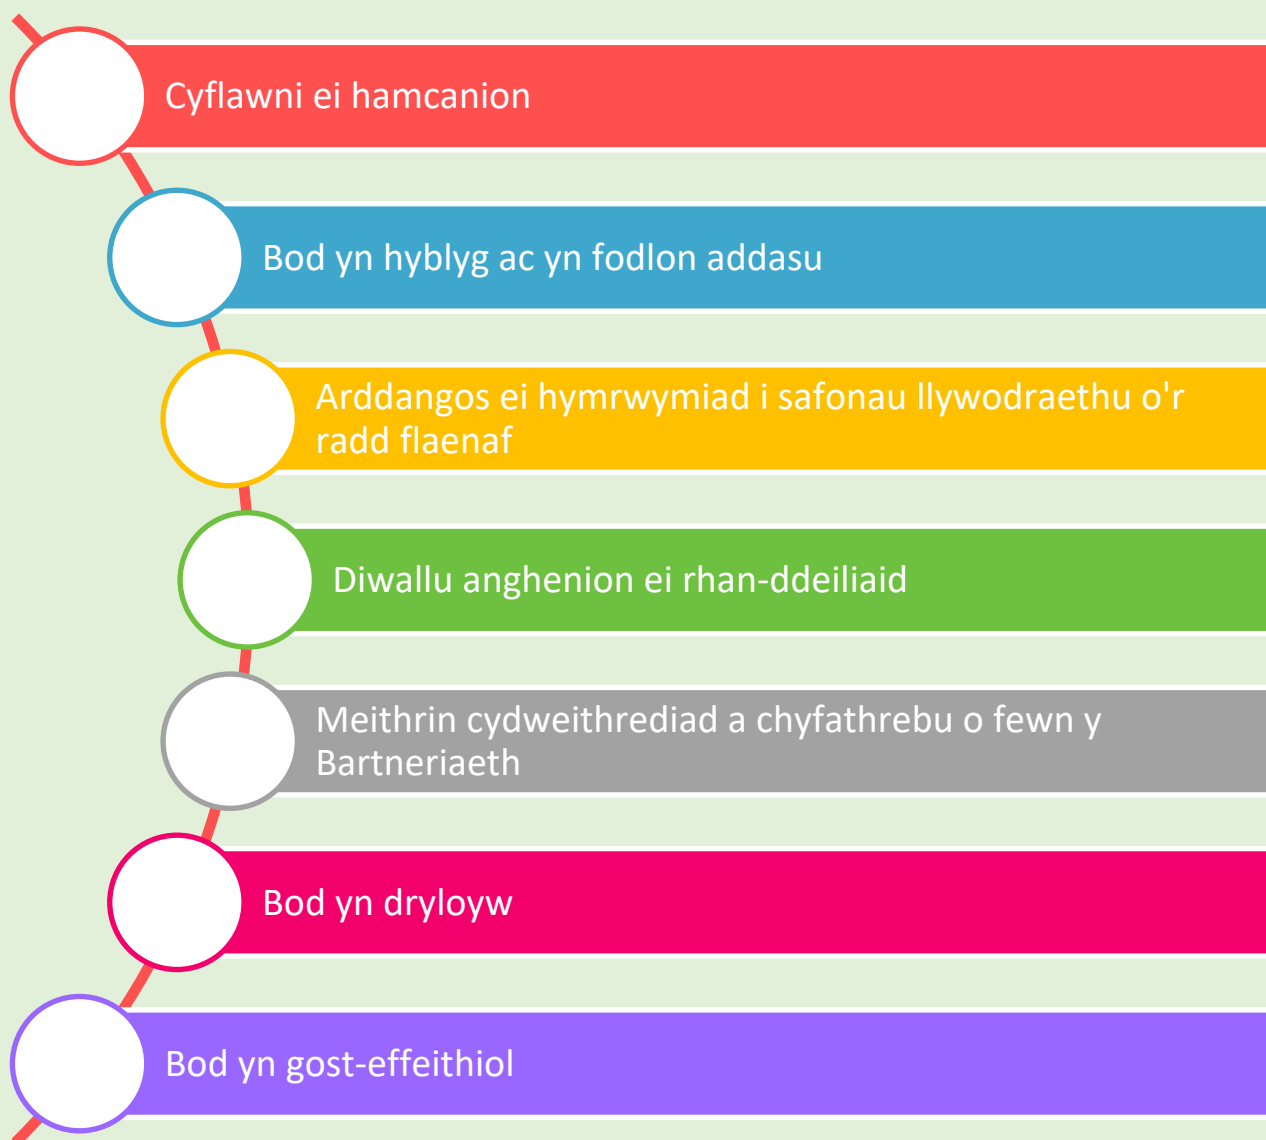 Cyflawni ei hamcanion
Bod yn hyblyg ac yn fodlon addasu
Arddangos ei hymrwymiad i safonau llywodraethu o'r
radd flaenaf
Diwallu anghenion ei rhan-ddeiliaid
Meithrin cydweithrediad a chyfathrebu o fewn y
Bartneriaeth
Bod yn dryloyw
Bod yn gost-effeithiol